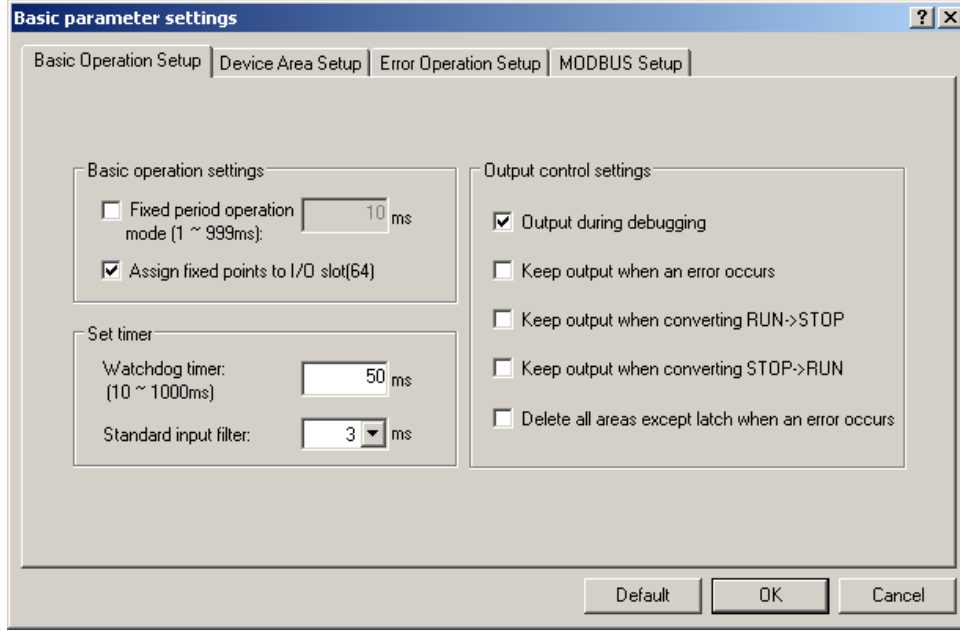 Basic parameter settings
Basic Operation Setup
Device Area Setup
Error Operation Setup
MODBUS Setup
Basic operation settings
Fixed period operation
mode (1 ~ 999ms):
10 ms
Assign fixed points to I/O slot(64)
Set timer
Watchdog timer:
(10 ~ 1000ms)
50 ms
Standard input filter:
3 ms
Output control settings
Output during debugging
Keep output when an error occurs
Keep output when converting RUN->STOP
Keep output when converting STOP->RUN
Delete all areas except latch when an error occurs
Default
OK
Cancel